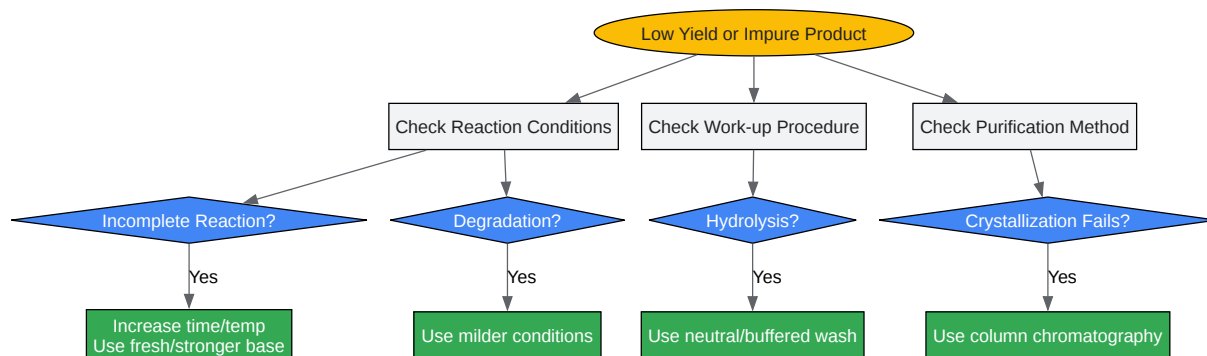 Low Yield or Impure Product
Check Reaction Conditions
Check Work-up Procedure
Check Purification Method
Incomplete Reaction?
Degradation?
Hydrolysis?
Crystallization Fails?
Yes
Yes
Yes
Yes
Increase time/temp
Use fresh/stronger base
Use milder conditions
Use neutral/buffered wash
Use column chromatography